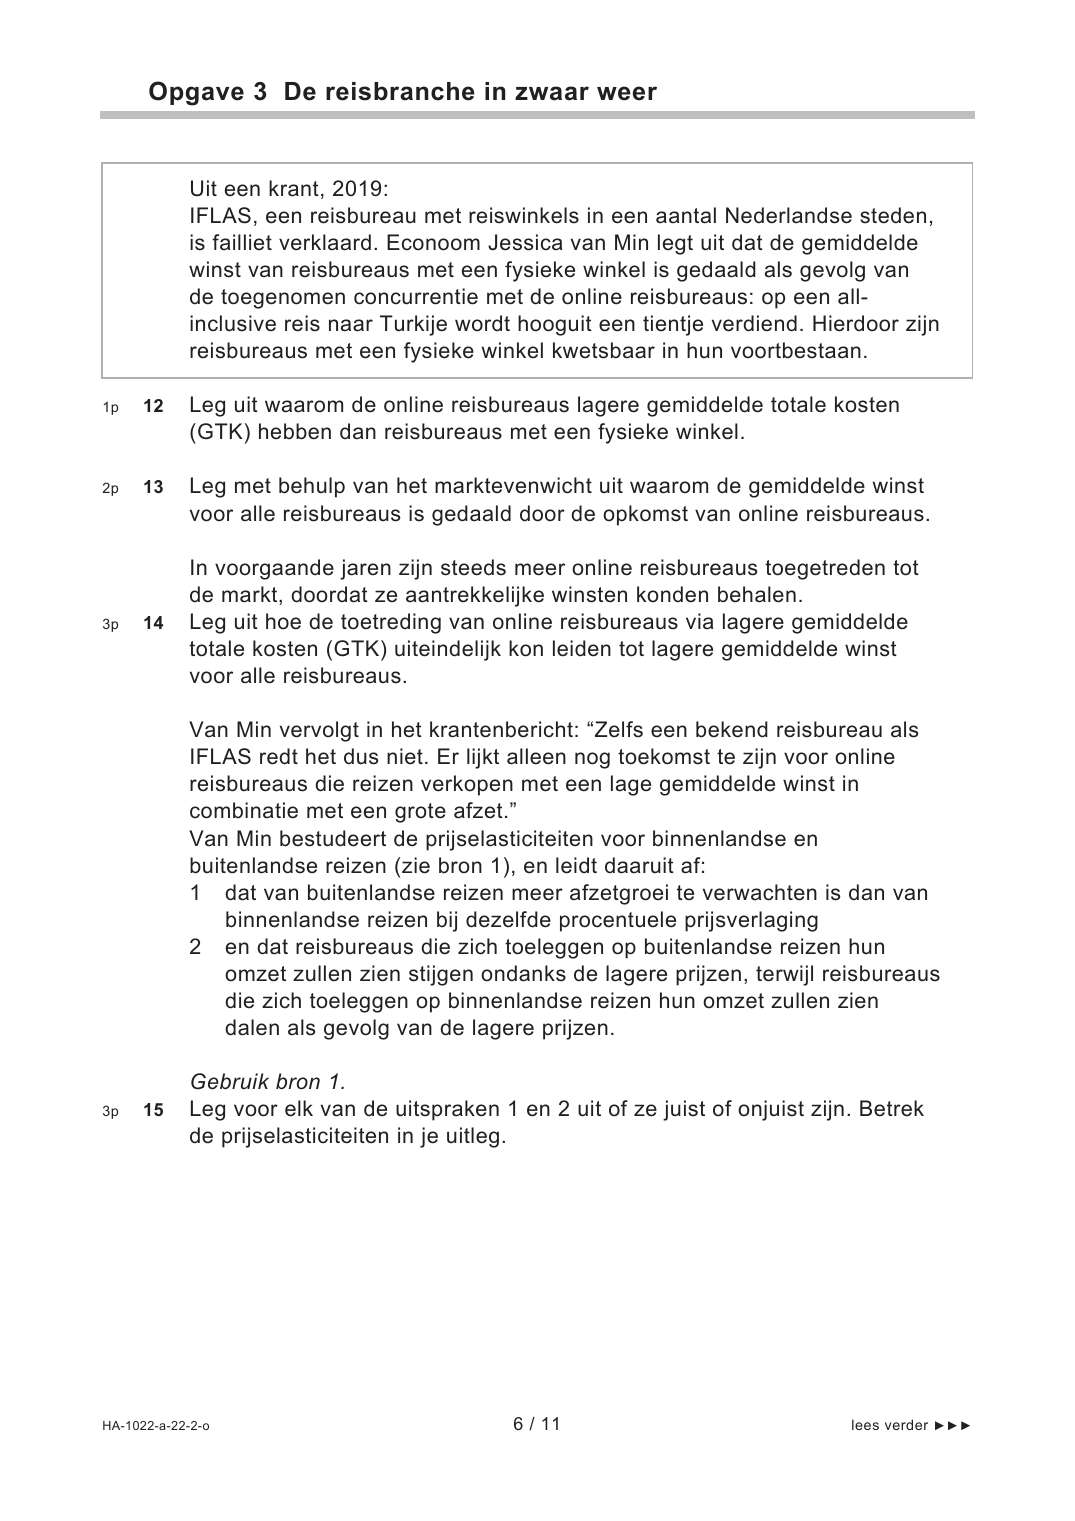 Opgave 3 De reisbranche in zwaar weer
Uit een krant, 2019:
IFLAS, een reisbureau met reiswinkels in een aantal Nederlandse steden,
is failliet verklaard. Econoom Jessica van Min legt uit dat de gemiddelde
winst van reisbureaus met een fysieke winkel is gedaald als gevolg van
de toegenomen concurrentie met de online reisbureaus: op een all-
inclusive reis naar Turkije wordt hooguit een tientje verdiend. Hierdoor zijn
reisbureaus met een fysieke winkel kwetsbaar in hun voortbestaan.
1p 12 Leg uit waarom de online reisbureaus lagere gemiddelde totale kosten
(GTK) hebben dan reisbureaus met een fysieke winkel.
2p 13 Leg met behulp van het marktevenwicht uit waarom de gemiddelde winst
voor alle reisbureaus is gedaald door de opkomst van online reisbureaus.
In voorgaande jaren zijn steeds meer online reisbureaus toegetreden tot
de markt, doordat ze aantrekkelijke winsten konden behalen.
3p 14 Leg uit hoe de toetreding van online reisbureaus via lagere gemiddelde
totale kosten (GTK) uiteindelijk kon leiden tot lagere gemiddelde winst
voor alle reisbureaus.
Van Min vervolgt in het krantenbericht: “Zelfs een bekend reisbureau als
IFLAS redt het dus niet. Er lijkt alleen nog toekomst te zijn voor online
reisbureaus die reizen verkopen met een lage gemiddelde winst in
combinatie met een grote afzet.”
Van Min bestudeert de prijselasticiteiten voor binnenlandse en
buitenlandse reizen (zie bron 1), en leidt daaruit af:
1 dat van buitenlandse reizen meer afzetgroei te verwachten is dan van
binnenlandse reizen bij dezelfde procentuele prijsverlaging
2 en dat reisbureaus die zich toeleggen op buitenlandse reizen hun
omzet zullen zien stijgen ondanks de lagere prijzen, terwijl reisbureaus
die zich toeleggen op binnenlandse reizen hun omzet zullen zien
dalen als gevolg van de lagere prijzen.
Gebruik bron 1.
3p 15 Leg voor elk van de uitspraken 1 en 2 uit of ze juist of onjuist zijn. Betrek
de prijselasticiteiten in je uitleg.
HA-1022-a-22-2-o 6 / 11 lees verder ►►►